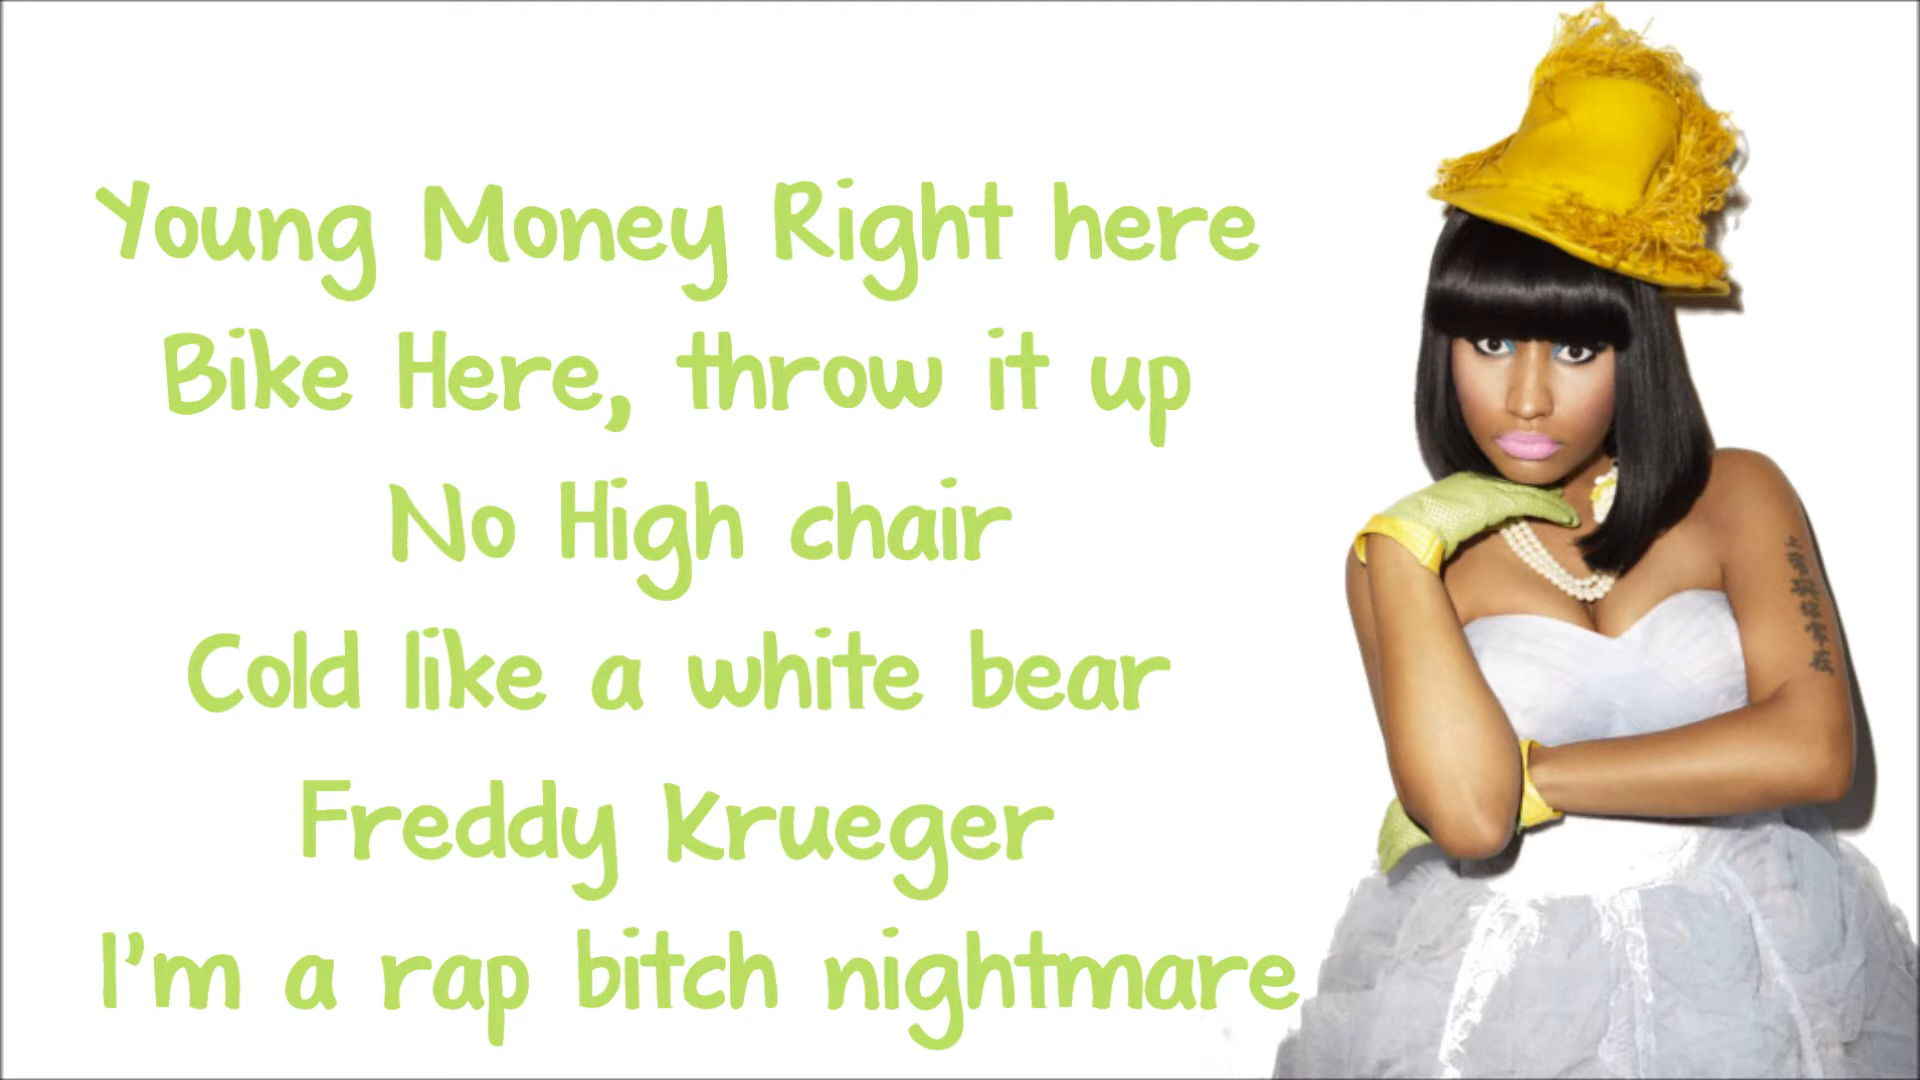 Young Money Right here
Bike Here, throw it up
No High chair
Cold like a white bear
Freddy Krueger
I'm a rap bitch nightmare